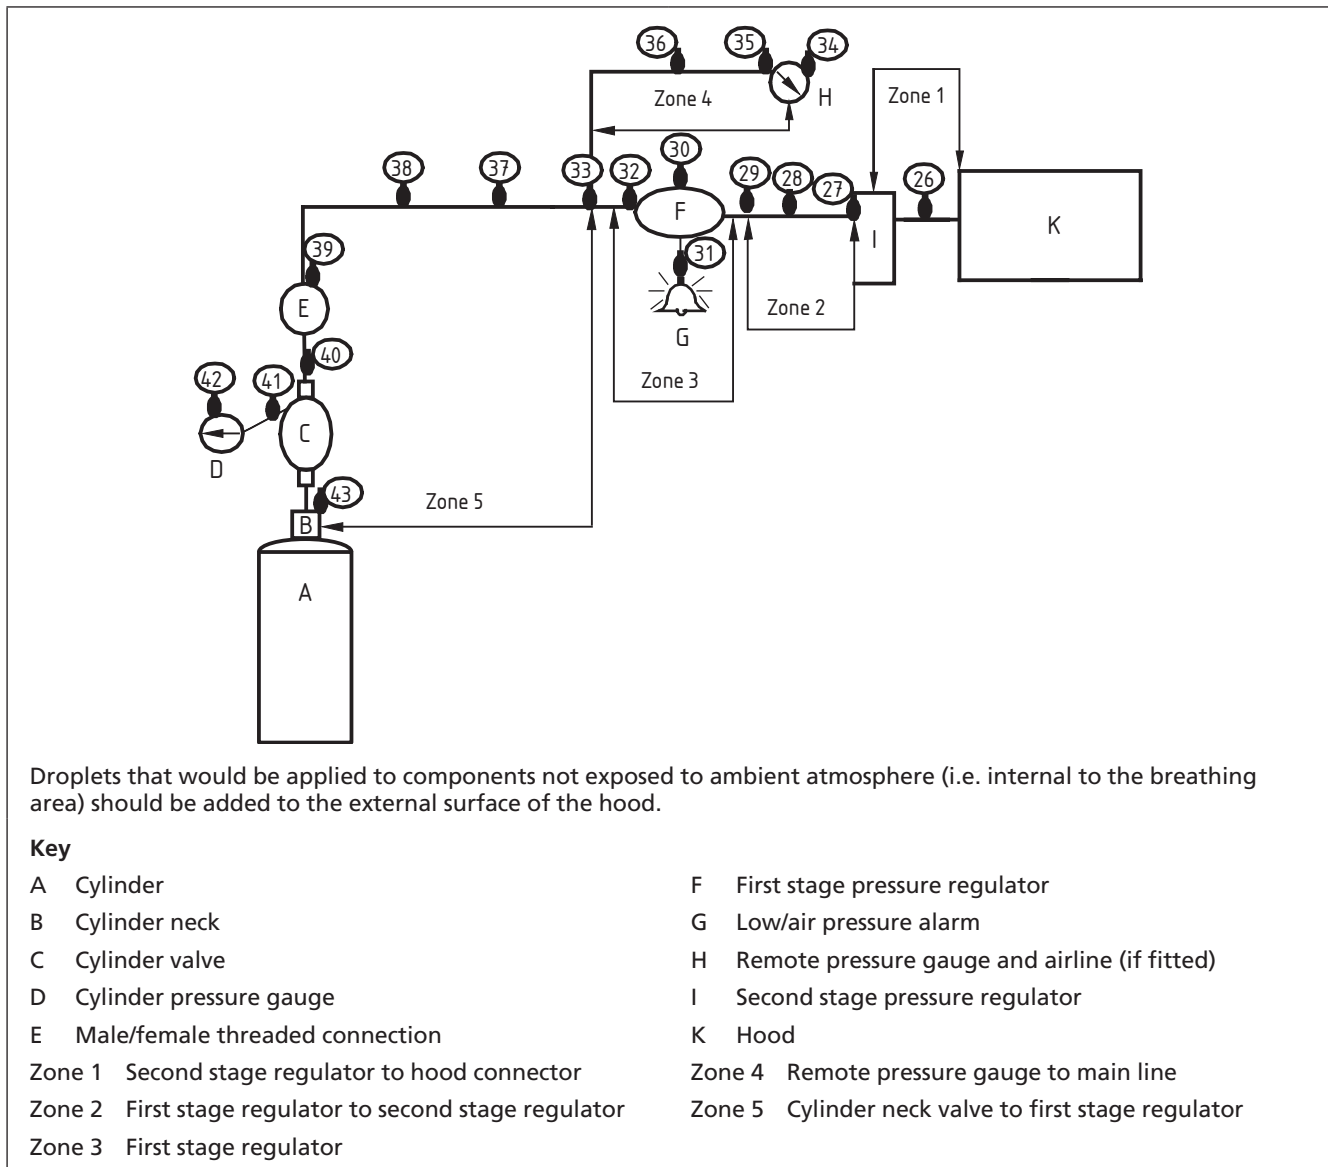 36
35
34
Zone 4
H
Zone 1
30
38
37
33
32
29
28
27
26
F
I
K
39
31
E
Zone 2
G
40
42
41
Zone 3
C
D
43
Zone 5
B
A
Droplets that would be applied to components not exposed to ambient atmosphere (i.e. internal to the breathing
area) should be added to the external surface of the hood.
Key
A Cylinder
B Cylinder neck
C Cylinder valve
D Cylinder pressure gauge
E Male/female threaded connection
Zone 1 Second stage regulator to hood connector
Zone 2 First stage regulator to second stage regulator
Zone 3 First stage regulator
F First stage pressure regulator
G Low/air pressure alarm
H Remote pressure gauge and airline (if fitted)
I Second stage pressure regulator
K Hood
Zone 4 Remote pressure gauge to main line
Zone 5 Cylinder neck valve to first stage regulator